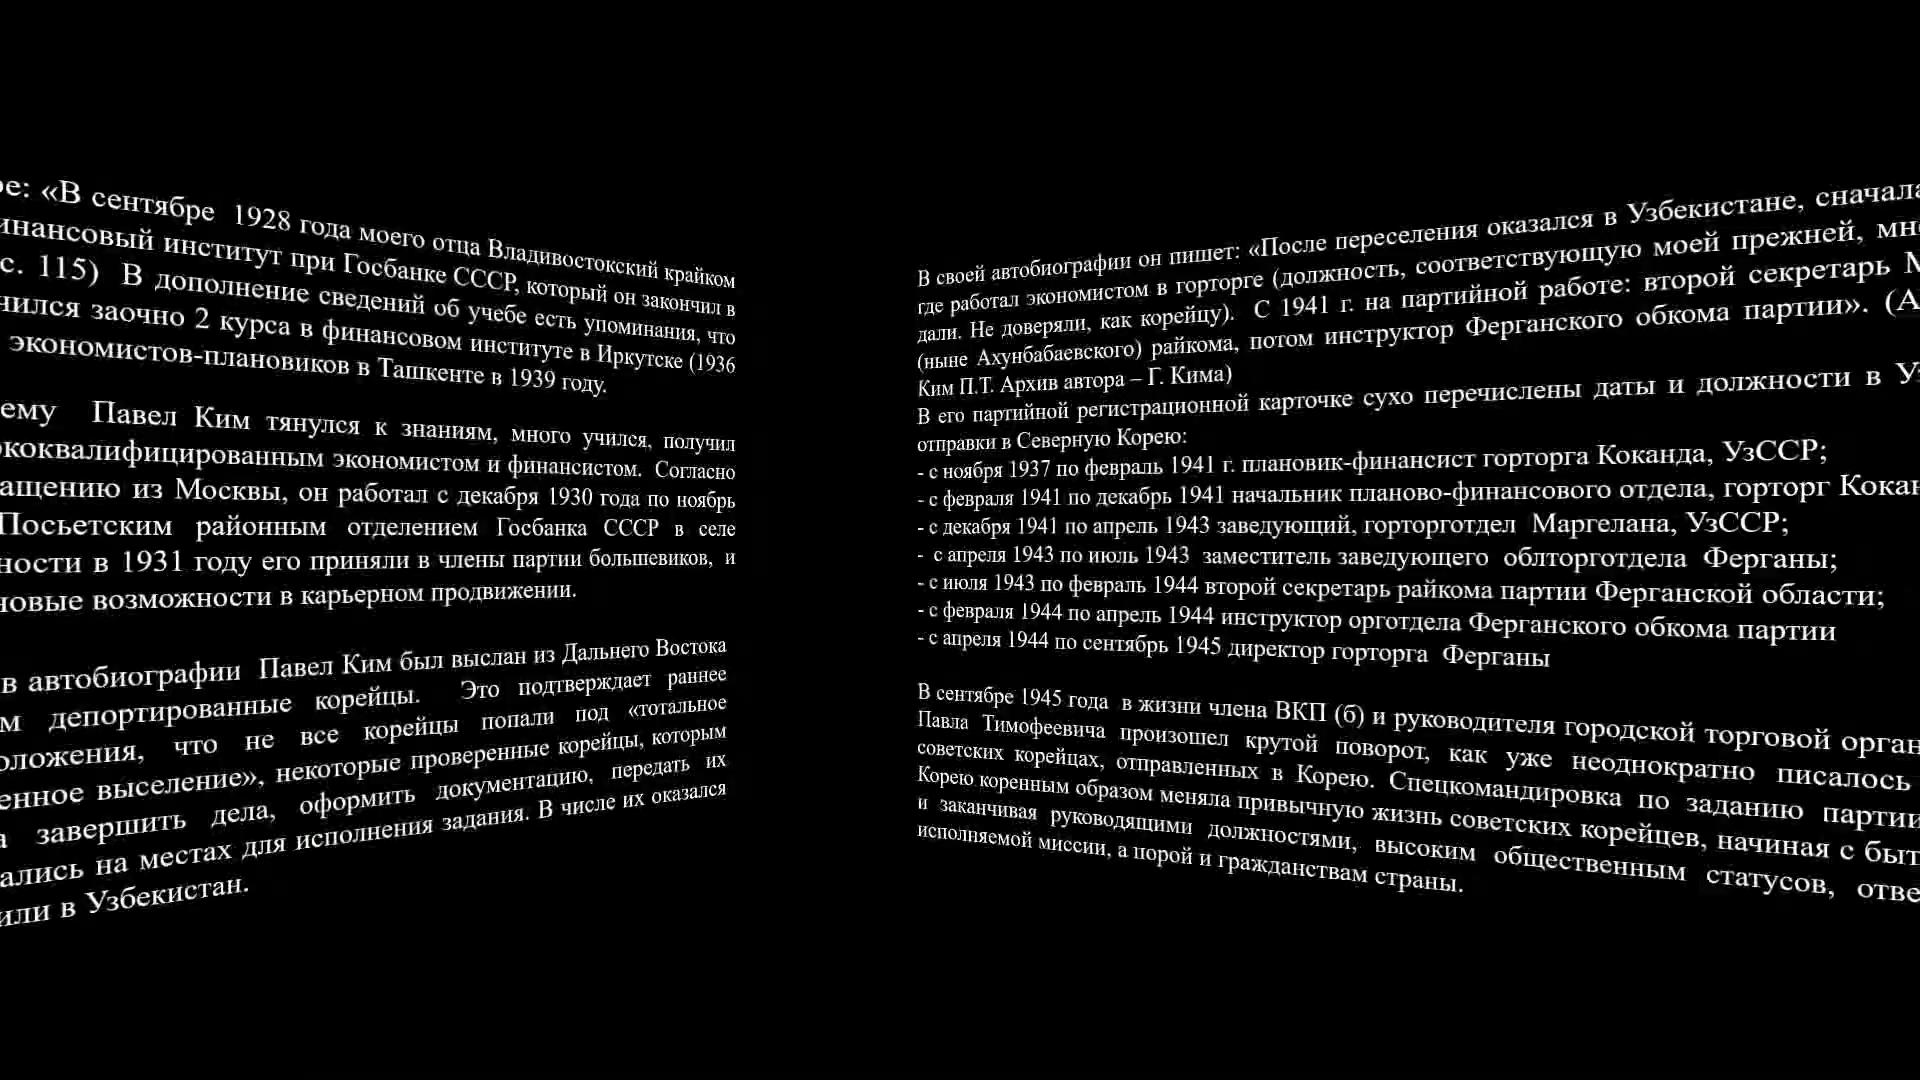 «В сентябре 1928 года моего отца Владивостокский крайком
институт при Госбанке СССР, который он закончил в
с. 115) В дополнение сведений об учебе есть упоминания, что
заочно 2 курса в финансовом институте в Иркутске (1936
экономистов-плановиков в Ташкенте в 1939 году.
Павел Ким тянулся к знаниям, много учился, получил
экономистом и финансистом. Согласно
из Москвы, он работал с декабря 1930 года по ноябрь
Посьетским районным отделением Госбанка СССР в селе
в 1931 году его приняли в члены партии большевиков, и
новые возможности в карьерном продвижении.
в автобиографии Павел Ким был выслан из Дальнего Востока
депортированные корейцы. Это подтверждает раннее
что не все корейцы попали под «тотальное
выселение», некоторые проверенные корейцы, которым
завершить дела, оформить документацию, передать их
на местах для исполнения задания. В числе их оказался
в Узбекистан.
В своей автобиографии он пишет: «После переселения оказался в Узбекистане, сначала
где работал экономистом в горторге (должность, соответствующую моей прежней,
дали. Не доверяли, как корейцу). С 1941 г. на партийной работе: второй секретарь
(ныне Ахунбабаевского) райкома, потом инструктор Ферганского обкома партии».
Ким П.Т. Архив автора – Г. Кима)
В его партийной регистрационной карточке сухо перечислены даты и должности в
отправки в Северную Корею:
- с ноября 1937 по февраль 1941 г. плановик-финансист горторга Коканда, УзССР;
- с февраля 1941 по декабрь 1941 начальник планово-финансового отдела, горторг
- с декабря 1941 по апрель 1943 заведующий, горторготдел Маргелана, УзССР;
- с апреля 1943 по июль 1943 заместитель заведующего облторготдела Ферганы;
- с июля 1943 по февраль 1944 второй секретарь райкома партии Ферганской области;
- с февраля 1944 по апрель 1944 инструктор орготдела Ферганского обкома партии
- с апреля 1944 по сентябрь 1945 директор горторга Ферганы
В сентябре 1945 года в жизни члена ВКП (б) и руководителя городской торговой
Павла Тимофеевича произошел крутой поворот, как уже неоднократно писалось
советских корейцах, отправленных в Корею. Спецкомандировка по заданию партии
Корею коренным образом меняла привычную жизнь советских корейцев, начиная с
и заканчивая руководящими должностями, высоким общественным статусов,
исполняемой миссии, а порой и гражданствам страны.